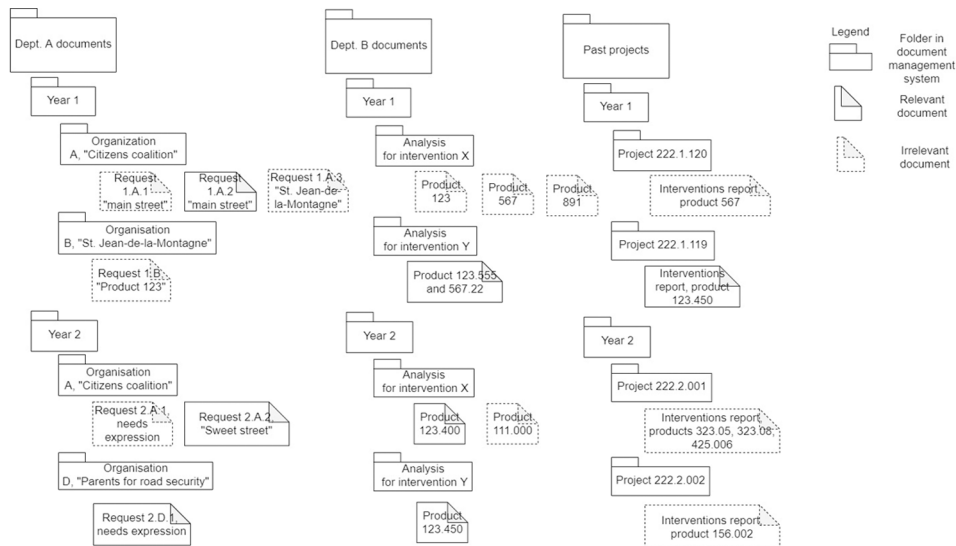 Dept. A documents
Year 1
Organization
A, "Citizens coalition"
Request
1.A.1
"main street"
Request
1.A.2
"main street"
Request 1.A:3,
"St. Jean-de-
la-Montagne"
Organisation
B, "St. Jean-de-la-Montagne"
Request 1.B,
"Product 123"
Year 2
Organisation
A, "Citizens coalition"
Request 2.A:1,
needs
expression
Request 2.A.2,
"Sweet street"
Organisation
D, "Parents for road security"
Request 2.D.1,
needs expression
Dept. B documents
Year 1
Analysis
for intervention X
Product
123
Product
567
Product
891
Analysis
for intervention Y
Product 123.555
and 567.22
Year 2
Analysis
for intervention X
Product
123.400
Product
111.000
Analysis
for intervention Y
Product
123.450
Past projects
Year 1
Project 222.1.120
Interventions report,
product 567
Project 222.1.119
Interventions
report, product
123.450
Year 2
Project 222.2.001
Interventions report,
products 323.05, 323.08,
425.006
Project 222.2.002
Interventions report,
product 156.002
Legend
Folder in
document
management
system
Relevant
document
Irrelevant
document